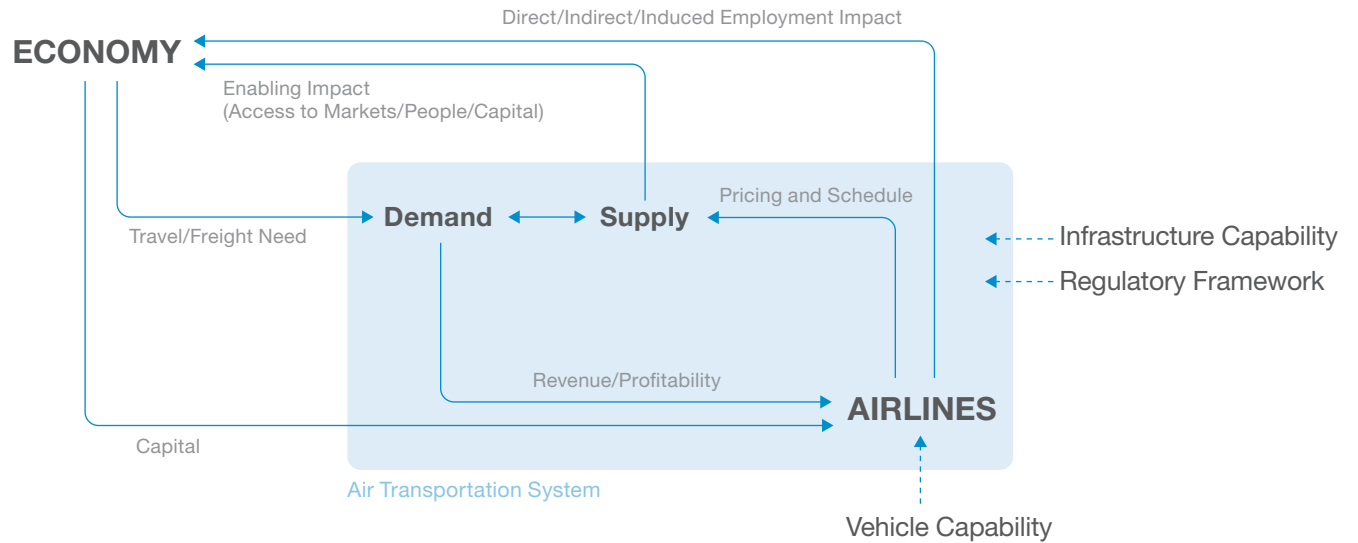 Direct/Indirect/Induced Employment Impact
ECONOMY
Enabling Impact
(Access to Markets/People/Capital)
Pricing and Schedule
Demand
Supply
Travel/Freight Need
Infrastructure Capability
Regulatory Framework
Revenue/Profitability
AIRLINES
Capital
Air Transportation System
Vehicle Capability